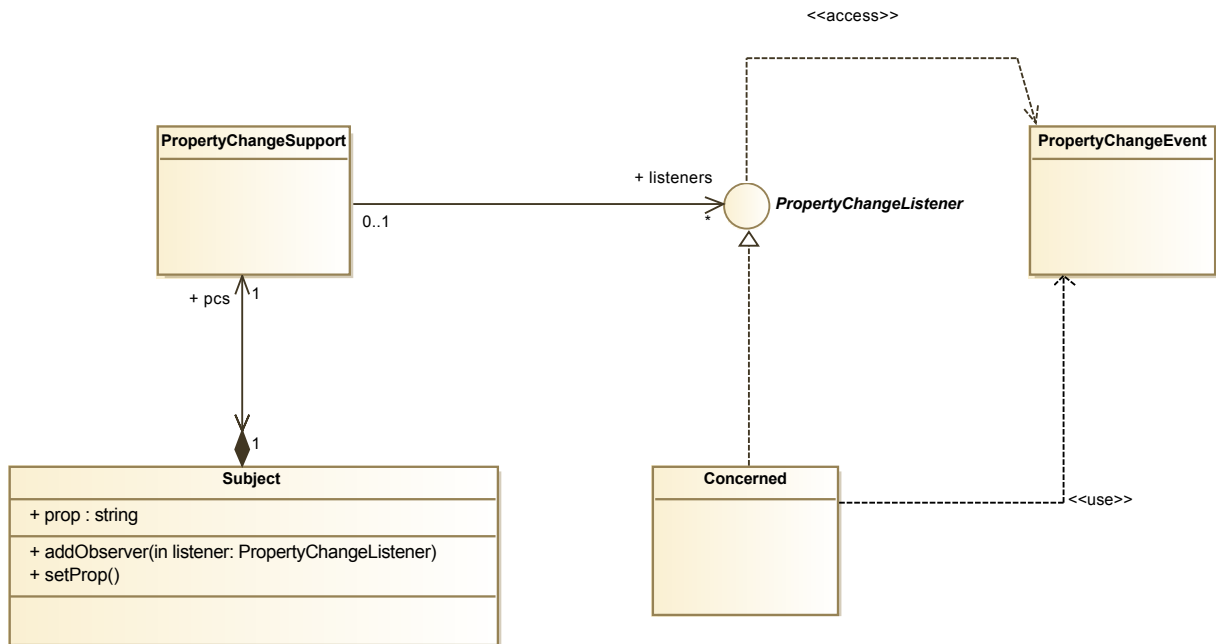 <<access>>
PropertyChangeSupport
PropertyChangeEvent
+ listeners
PropertyChangeListener
0..1
*
+ pcs
1
1
Subject
Concerned
+ prop : string
<<use>>
+ addObserver(in listener: PropertyChangeListener)
+ setProp()